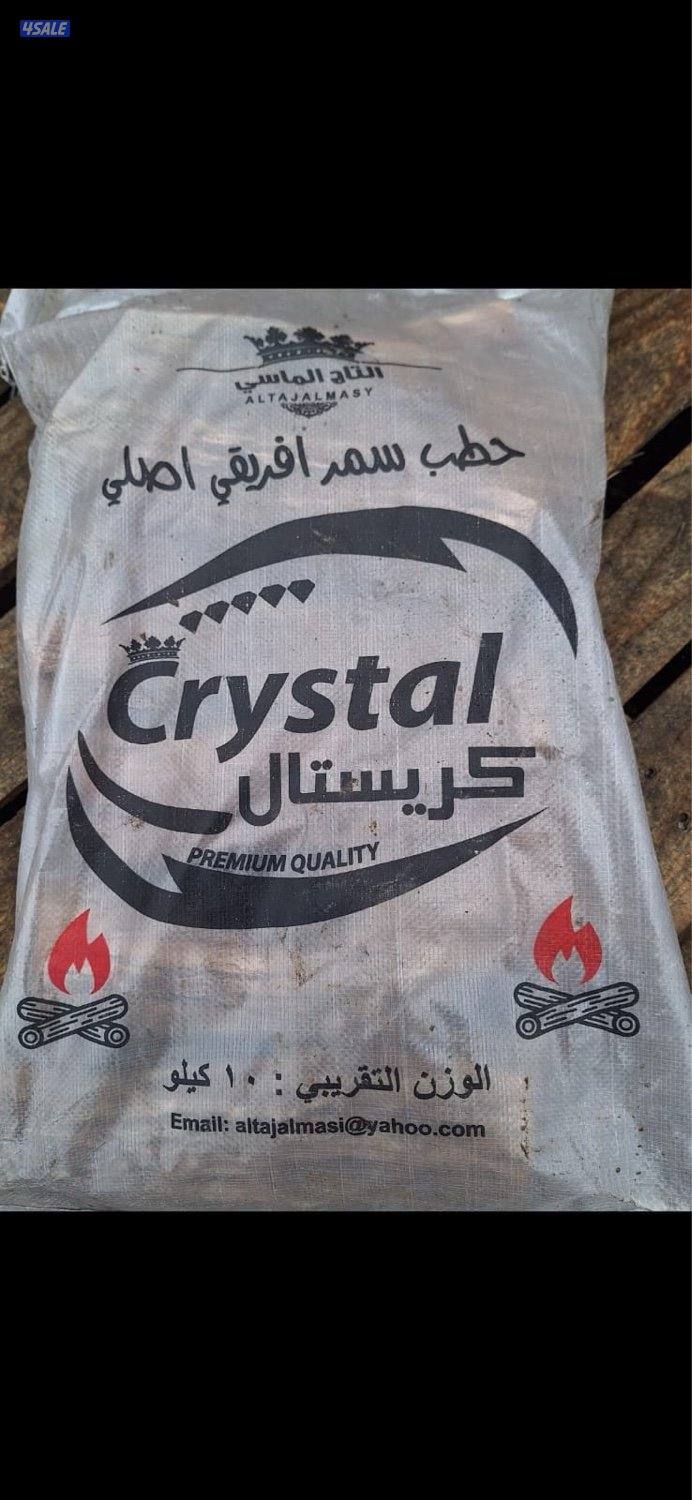 4SALE
التاج الماسي
ALTAJALMASY
حطب سمر افريقي اصلي
Crystal
كريستال
PREMIUM QUALITY
الوزن التقريبي : ١٠ كيلو
Email: altajalmasi@yahoo.com